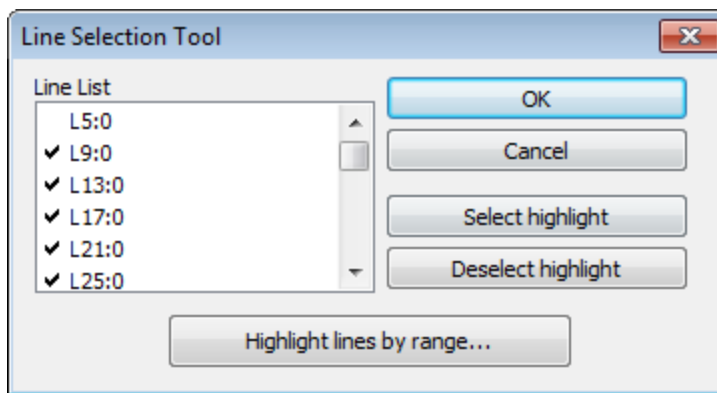 Line Selection Tool
Line List
L5:0
✔ L9:0
✔ L13:0
✔ L17:0
✔ L21:0
✔ L25:0
OK
Cancel
Select highlight
Deselect highlight
Highlight lines by range...